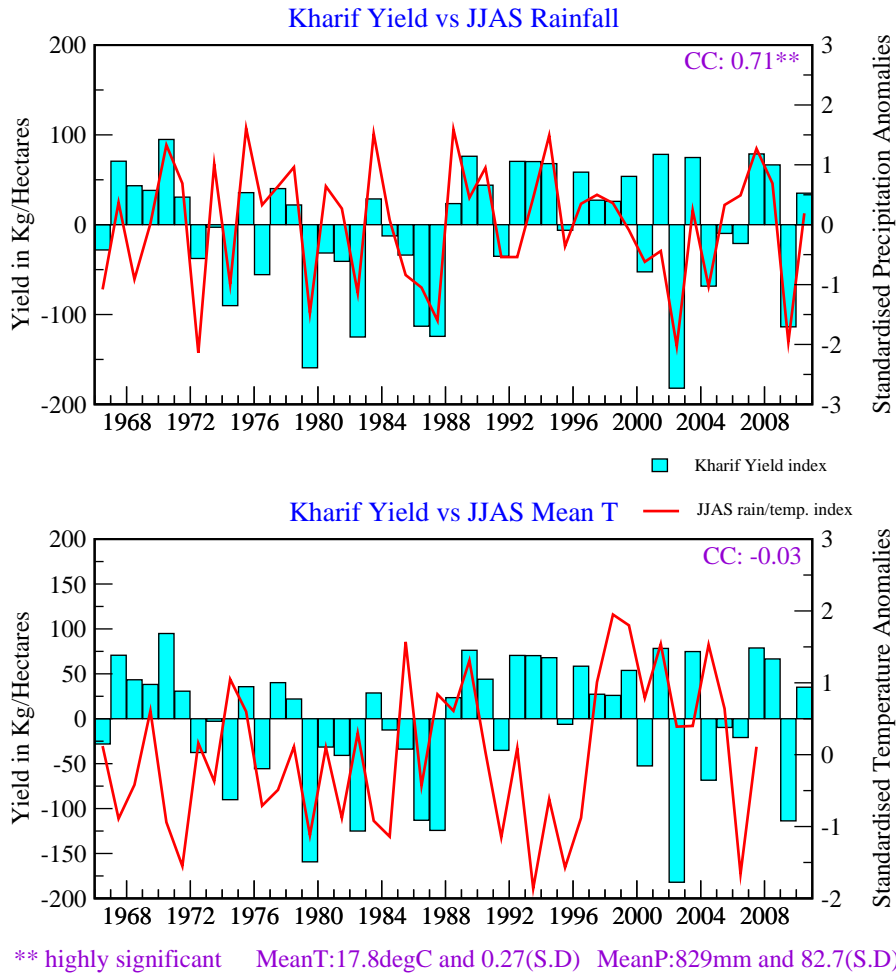 Kharif Yield vs JJAS Rainfall
CC: 0.71**
Yield in Kg/Hectares
200
100
0
-100
-200
3
2
1
0
-1
-2
-3
Standardised Precipitation Anomalies
1968 1972 1976 1980 1984 1988 1992 1996 2000 2004 2008
Kharif Yield index
JJAS rain/temp. index
Kharif Yield vs JJAS Mean T
CC: -0.03
Yield in Kg/Hectares
200
150
100
50
0
-50
-100
-150
-200
3
2
1
0
-1
-2
Standardised Temperature Anomalies
1968 1972 1976 1980 1984 1988 1992 1996 2000 2004 2008
** highly significant MeanT:17.8degC and 0.27(S.D) MeanP:829mm and 82.7(S.D)